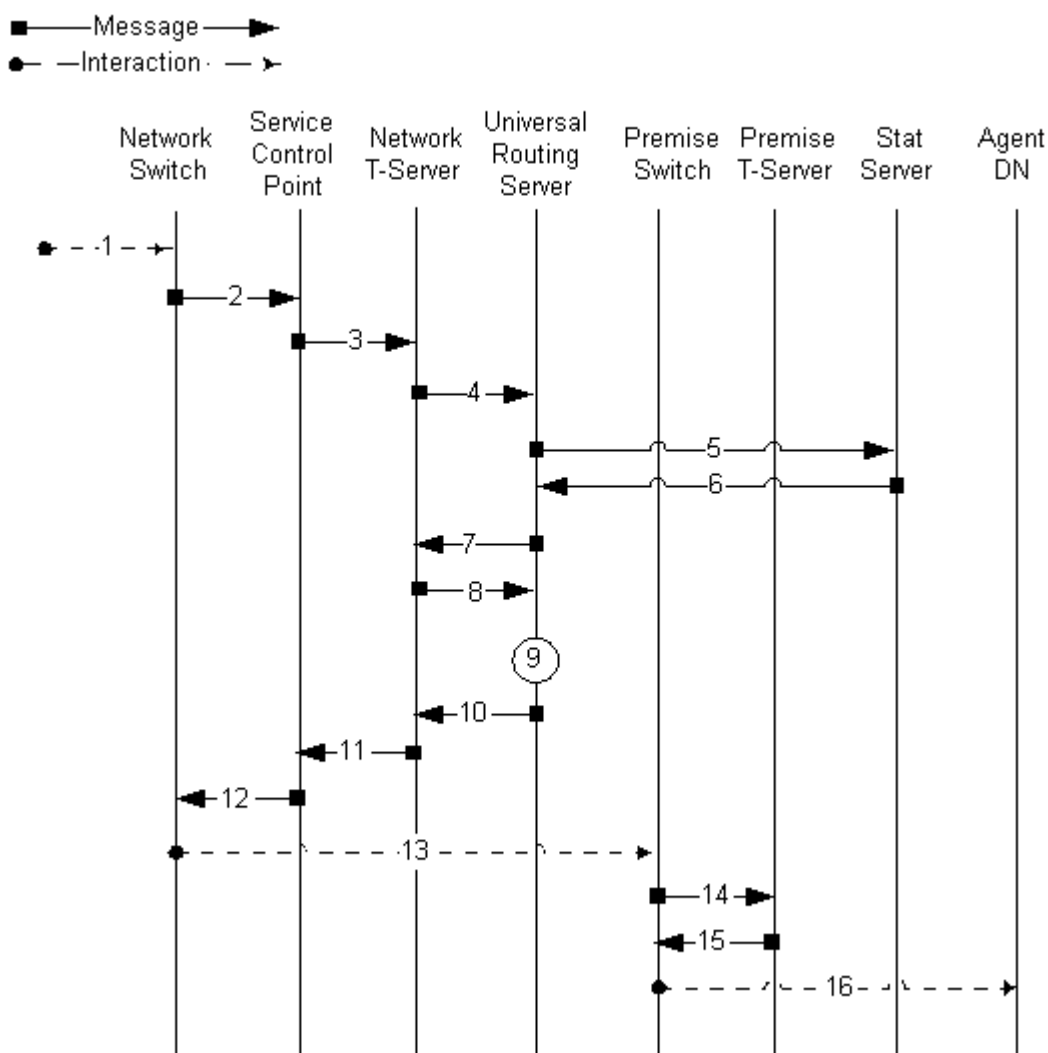 Message
Interaction
Network
Switch
Service
Control
Point
Network
T-Server
Universal
Routing
Server
Premise
Switch
Premise
T-Server
Stat
Server
Agent
DN
1
2
3
4
5
6
7
8
9
10
11
12
13
14
15
16